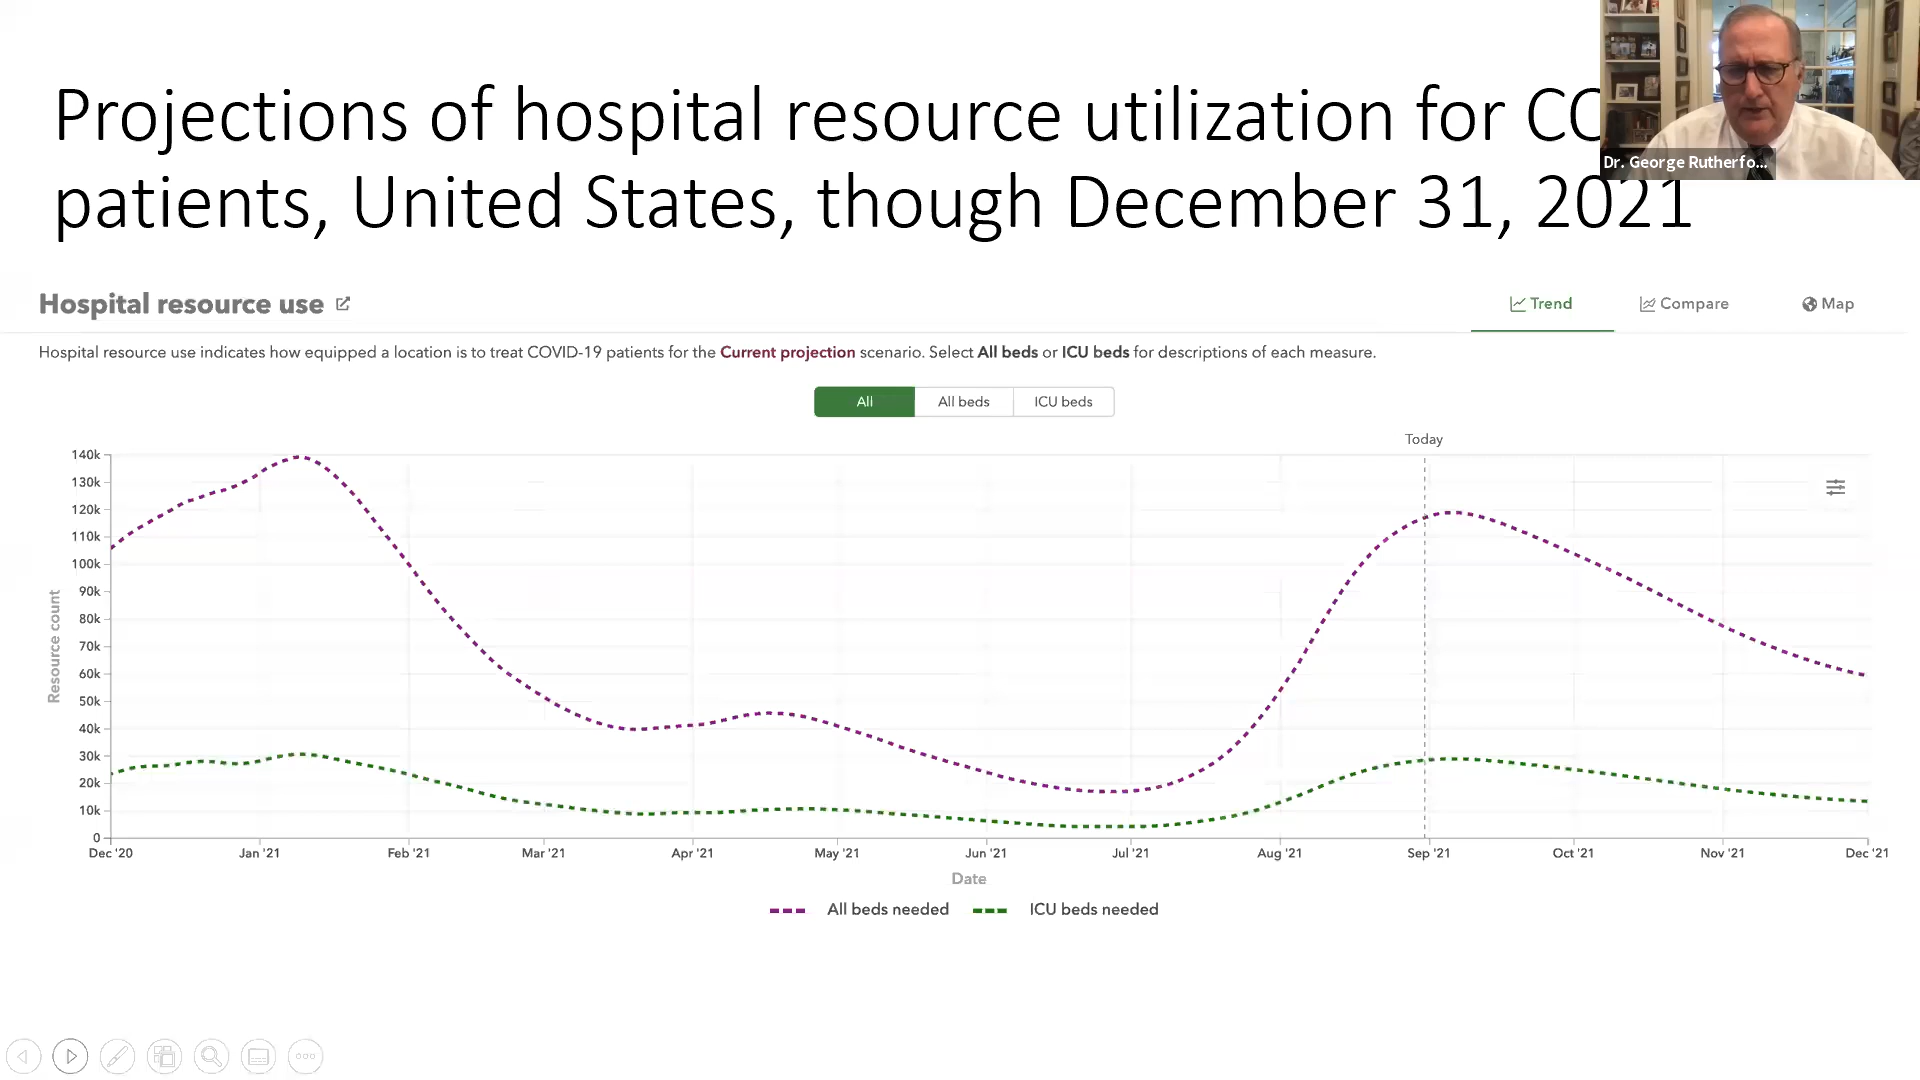 Projections of hospital resource utilization for CO
patients, United States, though December 31, 2021
Dr. George Rutherfo...
Hospital resource use
Trend
Compare
Map
Hospital resource use indicates how equipped a location is to treat COVID-19 patients for the Current projection scenario. Select All beds or ICU beds for descriptions of each measure.
All
All beds
ICU beds
Today
140k
130k
120k
110k
100k
90k
80k
70k
60k
50k
40k
30k
20k
10k
0
Resource count
Dec '20
Jan '21
Feb '21
Mar '21
Apr '21
May '21
Jun '21
Jul '21
Aug '21
Sep '21
Oct '21
Nov '21
Dec '21
Date
All beds needed
ICU beds needed